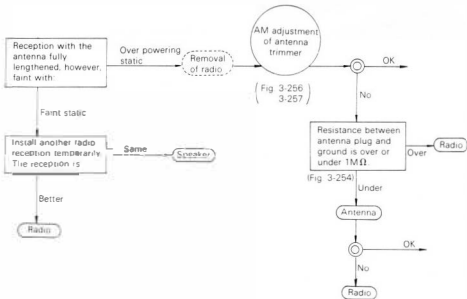 Reception with the
antenna fully
lengthened, however,
faint with:
Over powering
static
Removal
of radio
AM adjustment
of antenna
trimmer
(Fig. 3-256
3-257)
OK
No
Resistance between
antenna plug and
ground is over or
under 1MΩ.
Over
Radio
(Fig. 3-254)
Under
Antenna
OK
No
Radio
Faint static
Install another radio
reception temporarily.
The reception is
Same
Speaker
Better
Radio